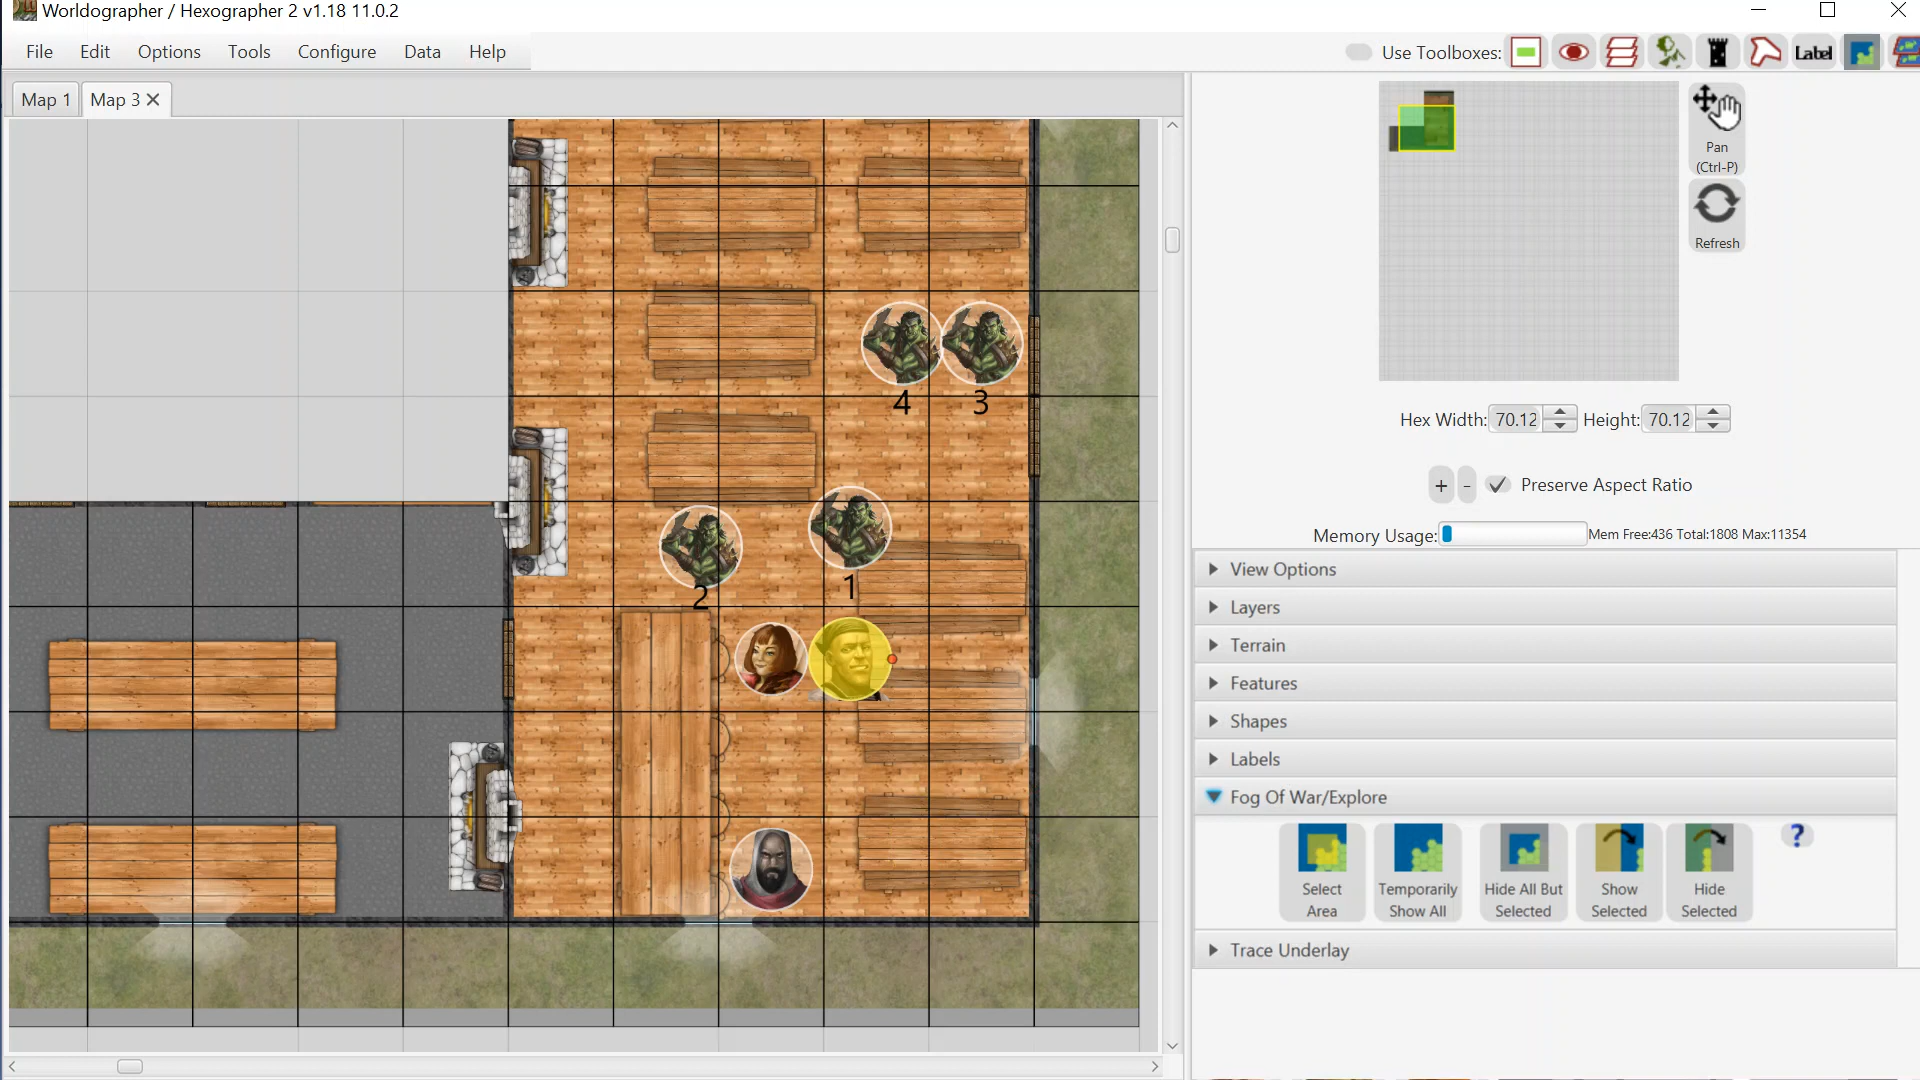 Worldographer / Hexographer 2 v1.18 11.0.2
File Edit Options Tools Configure Data Help
Use Toolboxes: Label
Map 1 Map 3
Pan
(Ctrl-P)
Refresh
4 3
2 1
Hex Width: 70.12 Height: 70.12
+ - Preserve Aspect Ratio
Memory Usage: Mem Free:436 Total:1808 Max:11354
View Options
Layers
Terrain
Features
Shapes
Labels
Fog Of War/Explore
Select
Area
Temporarily
Show All
Hide All But
Selected
Show
Selected
Hide
Selected
?
Trace Underlay